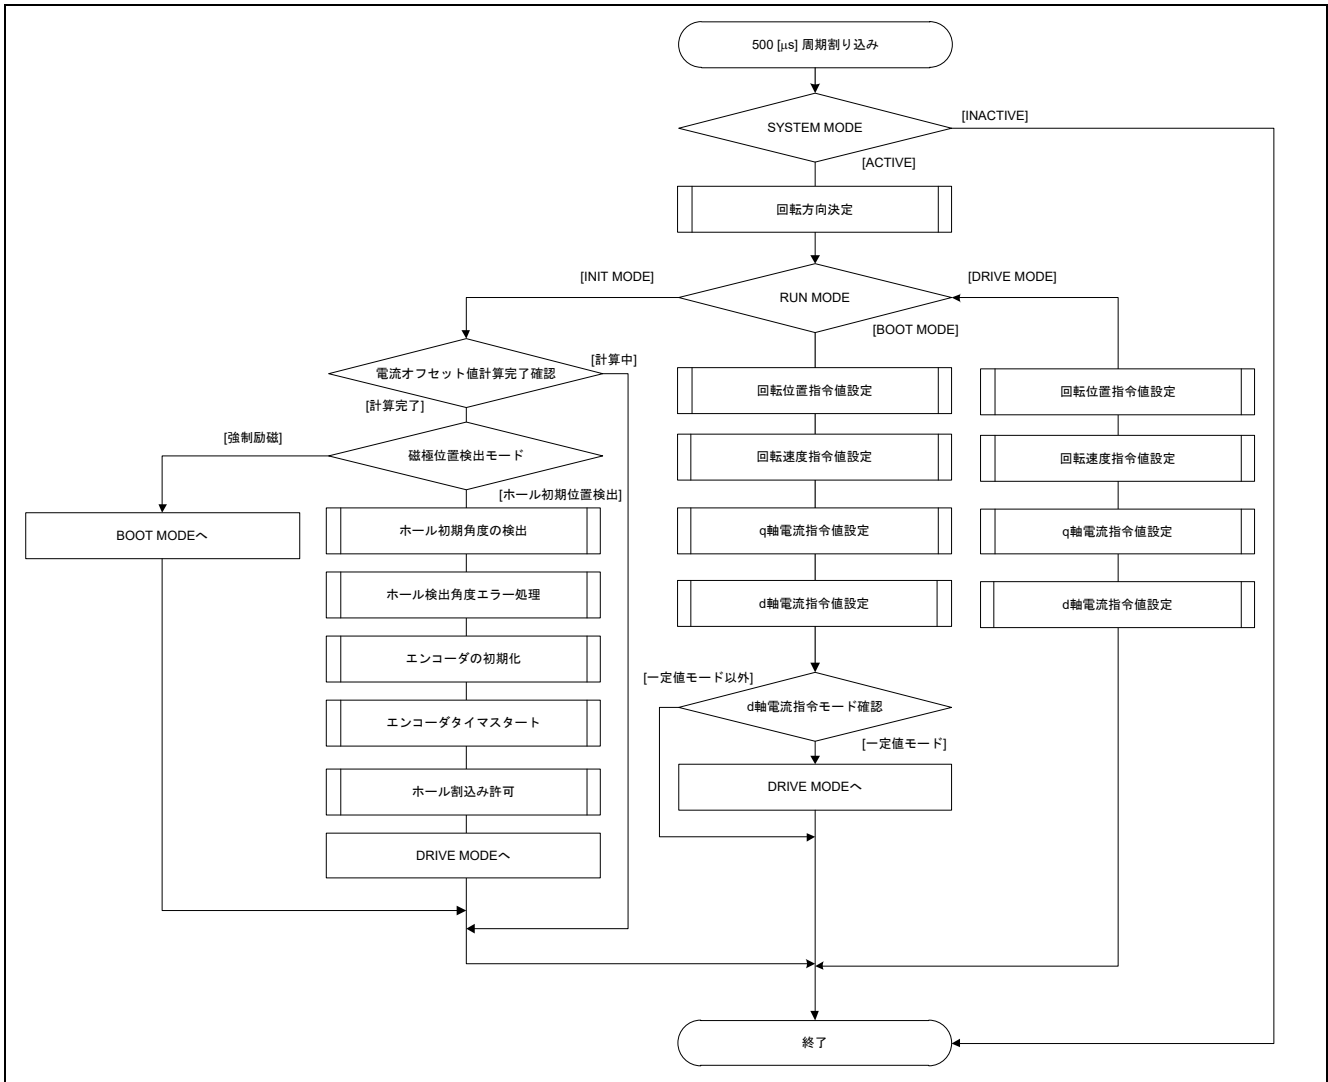 500 [μs] 周期割り込み
SYSTEM MODE
[INACTIVE]
[ACTIVE]
回転方向決定
[INIT MODE]
RUN MODE
[DRIVE MODE]
[BOOT MODE]
電流オフセット値計算完了確認
[計算中]
[計算完了]
[強制励磁]
磁極位置検出モード
[ホール初期位置検出]
BOOT MODEへ
ホール初期角度の検出
ホール検出角度エラー処理
エンコーダの初期化
エンコーダタイマスタート
ホール割込み許可
DRIVE MODEへ
回転位置指令値設定
回転速度指令値設定
q軸電流指令値設定
d軸電流指令値設定
[一定値モード以外]
d軸電流指令モード確認
[一定値モード]
DRIVE MODEへ
回転位置指令値設定
回転速度指令値設定
q軸電流指令値設定
d軸電流指令値設定
終了